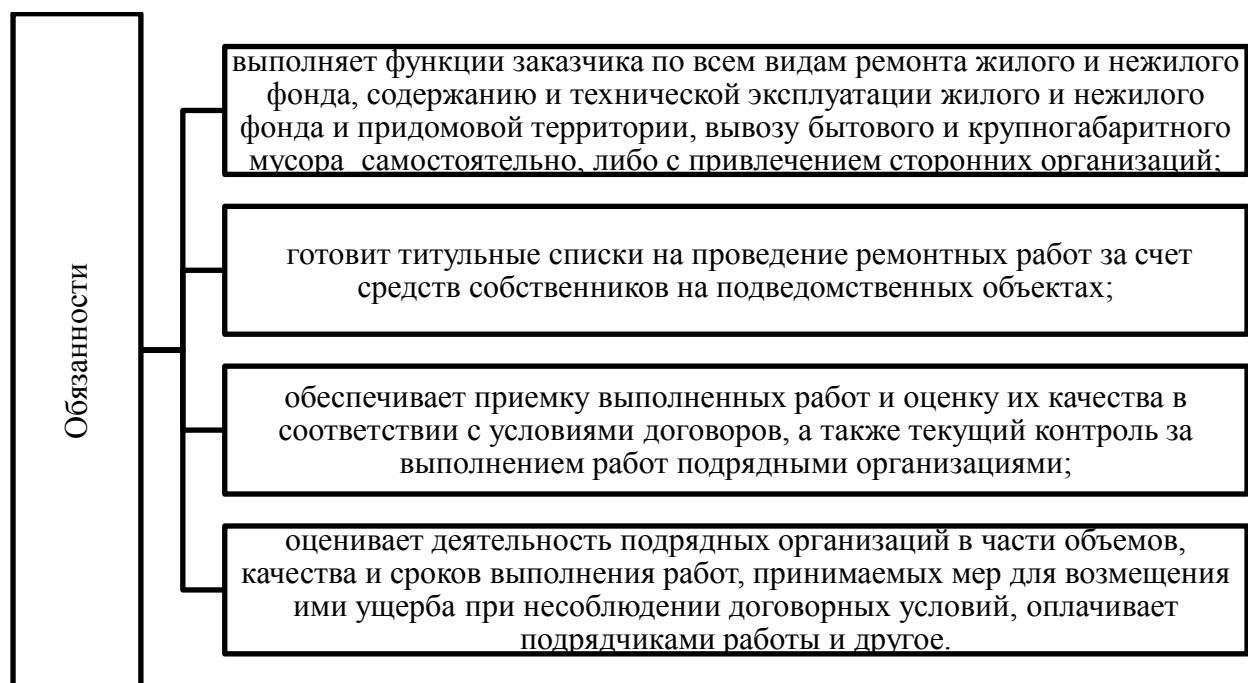 Обязанности
выполняет функции заказчика по всем видам ремонта жилого и нежилого
фонда, содержанию и технической эксплуатации жилого и нежилого
фонда и придомовой территории, вывозу бытового и крупногабаритного
мусора  самостоятельно, либо с привлечением сторонних организаций;
готовит титульные списки на проведение ремонтных работ за счет
средств собственников на подведомственных объектах;
обеспечивает приемку выполненных работ и оценку их качества в
соответствии с условиями договоров, а также текущий контроль за
выполнением работ подрядными организациями;
оценивает деятельность подрядных организаций в части объемов,
качества и сроков выполнения работ, принимаемых мер для возмещения
ими ущерба при несоблюдении договорных условий, оплачивает
подрядчиками работы и другое.